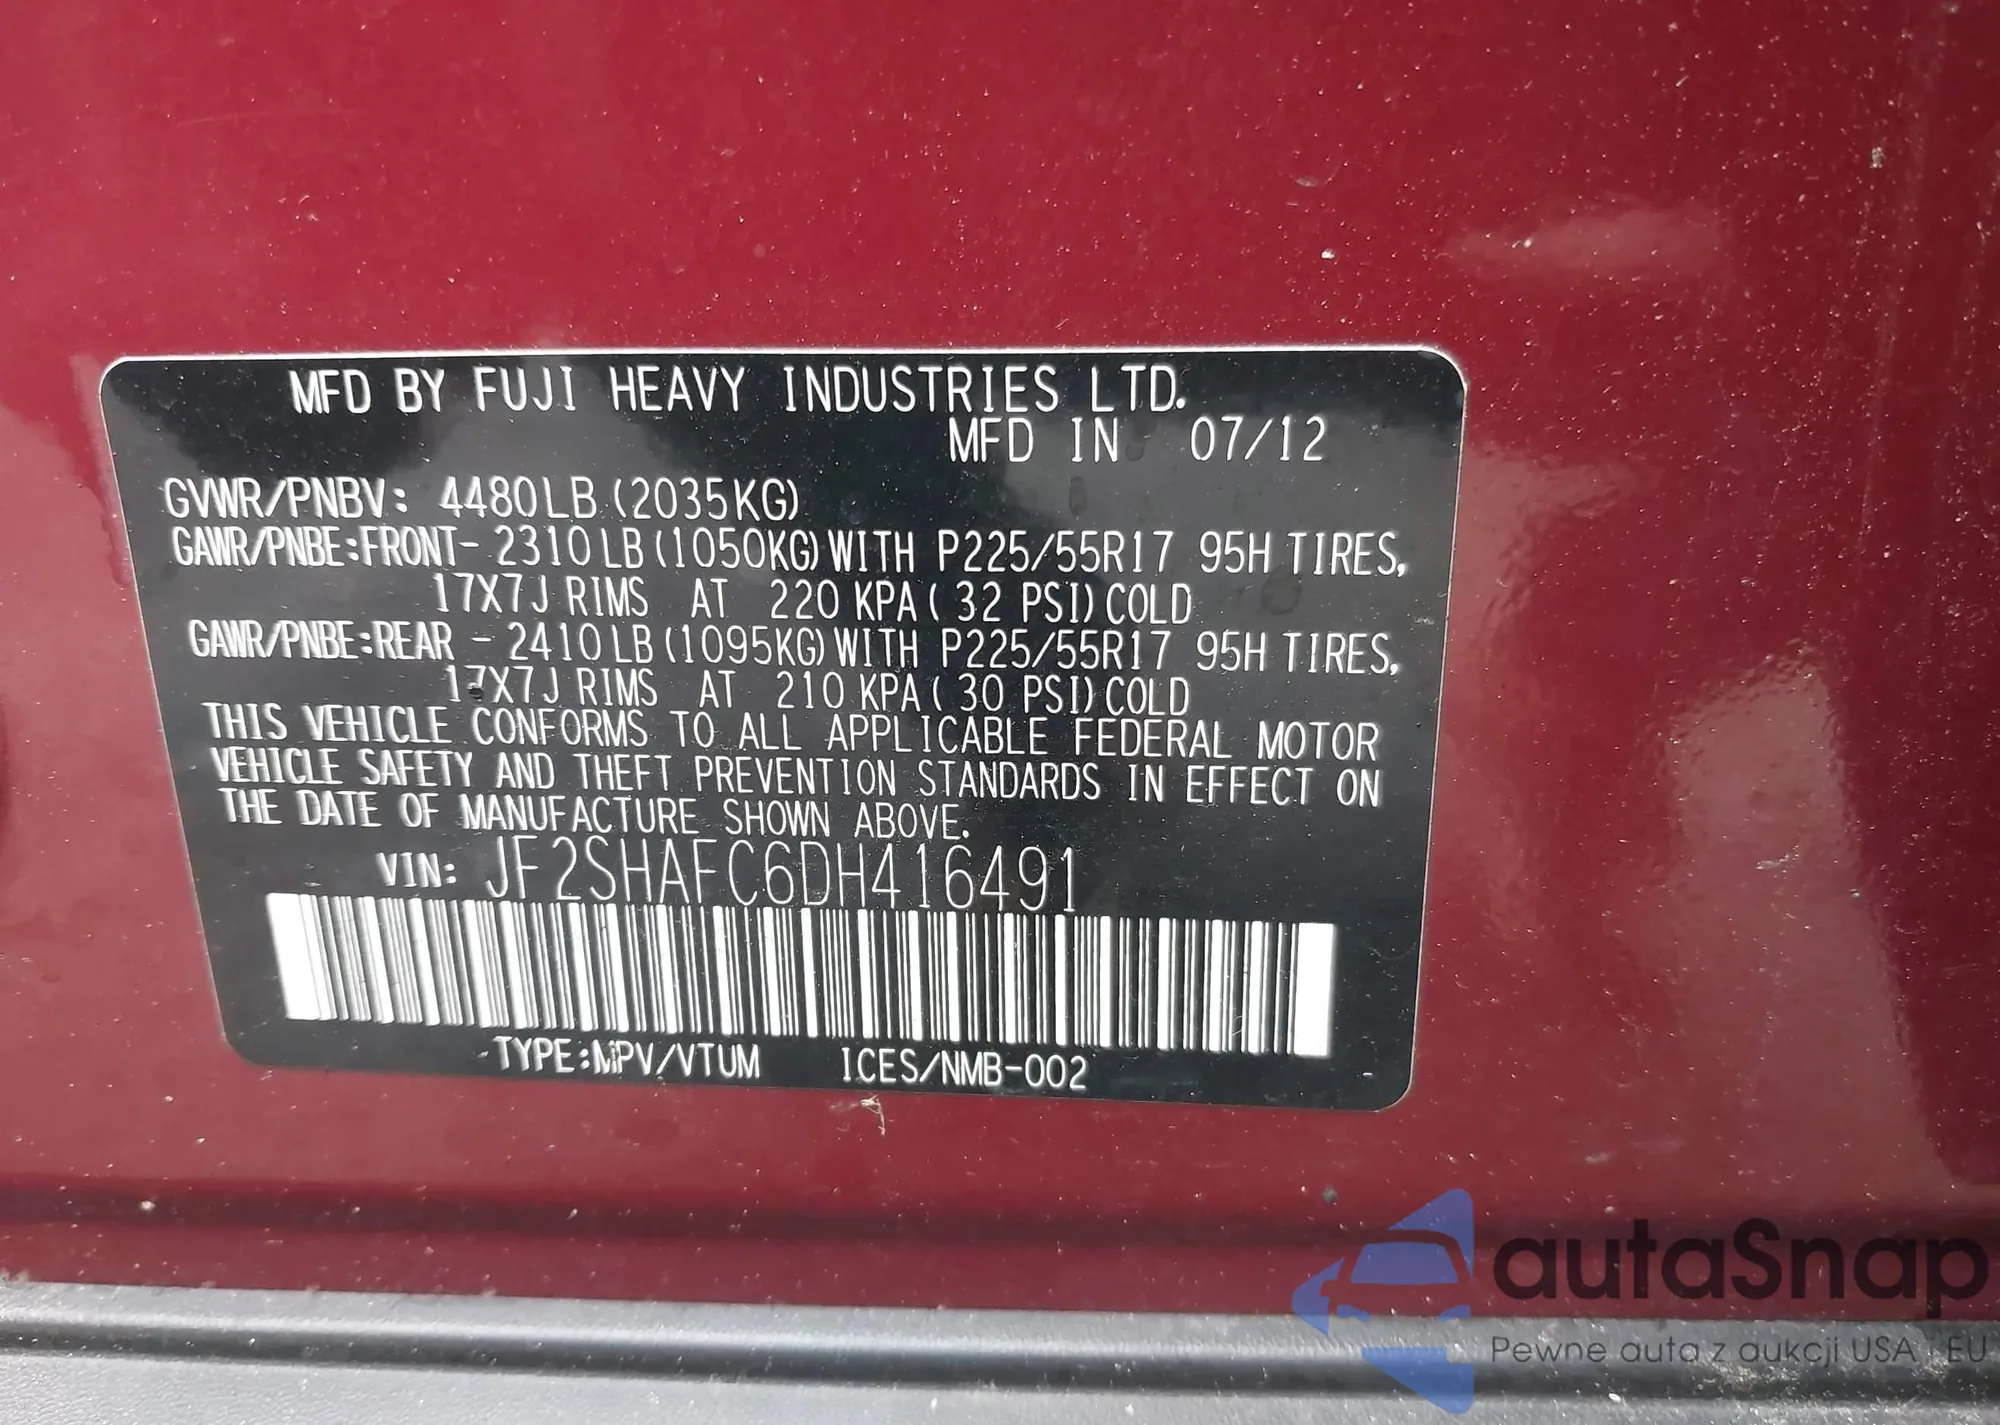 MFD BY FUJI HEAVY INDUSTRIES LTD.
MFD IN 07/12
GVWR/PNBV: 4480LB (2035KG)
GAWR/PNBE:FRONT- 2310LB (1050KG) WITH P225/55R17 95H TIRES,
17X7J RIMS AT 220 KPA ( 32 PSI) COLD
GAWR/PNBE:REAR - 2410LB (1095KG) WITH P225/55R17 95H TIRES,
17X7J RIMS AT 210 KPA ( 30 PSI) COLD
THIS VEHICLE CONFORMS TO ALL APPLICABLE FEDERAL MOTOR
VEHICLE SAFETY AND THEFT PREVENTION STANDARDS IN EFFECT ON
THE DATE OF MANUFACTURE SHOWN ABOVE.
VIN: JF2SHAFC6DH416491
TYPE:MPV/VTUM ICES/NMB-002
autaSnap
Pewne auta z aukcji USA i EU